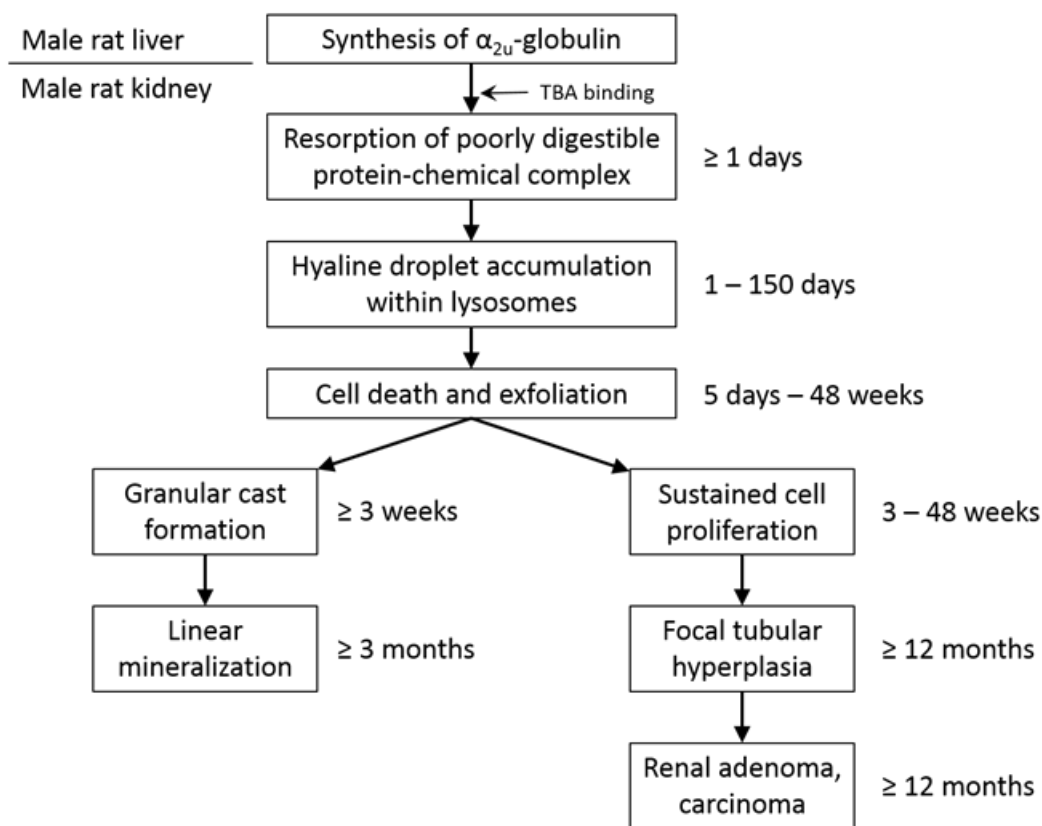 Male rat liver
Synthesis of α2u-globulin
Male rat kidney
TBA binding
Resorption of poorly digestible
protein-chemical complex
≥ 1 days
Hyaline droplet accumulation
within lysosomes
1 – 150 days
Cell death and exfoliation
5 days – 48 weeks
Granular cast
formation
≥ 3 weeks
Sustained cell
proliferation
3 – 48 weeks
Linear
mineralization
≥ 3 months
Focal tubular
hyperplasia
≥ 12 months
Renal adenoma,
carcinoma
≥ 12 months